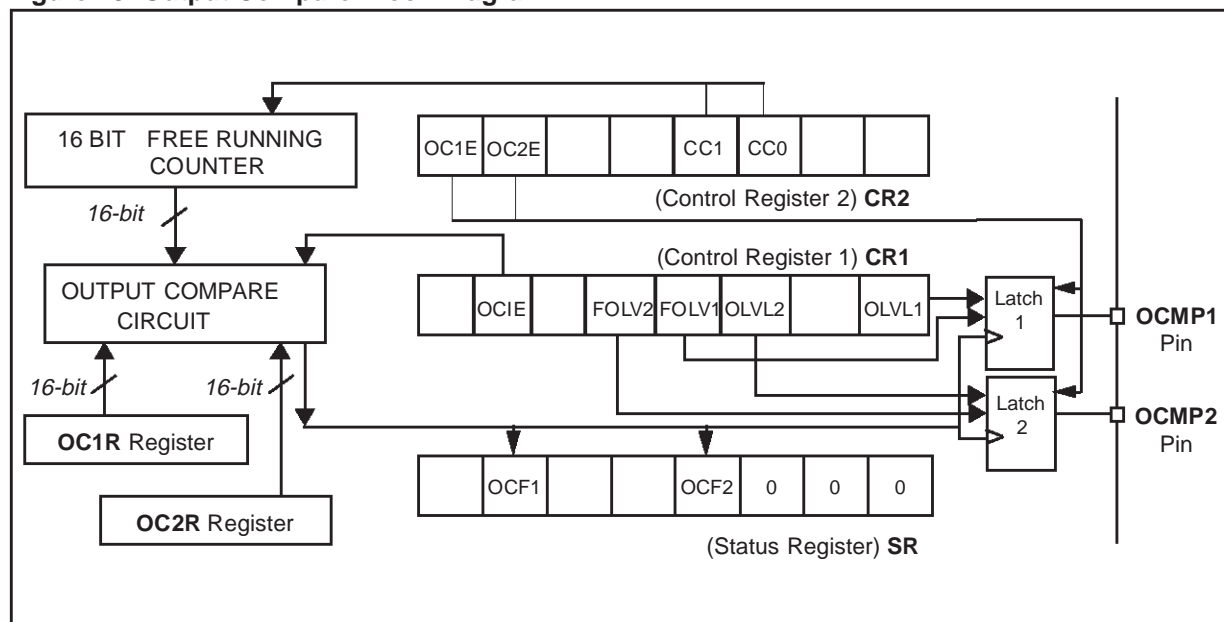 16 BIT FREE RUNNING
COUNTER
16-bit
OC1E OC2E CC1 CC0
(Control Register 2) CR2
(Control Register 1) CR1
OUTPUT COMPARE
CIRCUIT
OCIE FOLV2 FOLV1 OLVL2 OLVL1
Latch
1
OCMP1
Pin
16-bit
16-bit
Latch
2
OCMP2
Pin
OC1R Register
OCF1 OCF2 0 0 0
OC2R Register
(Status Register) SR